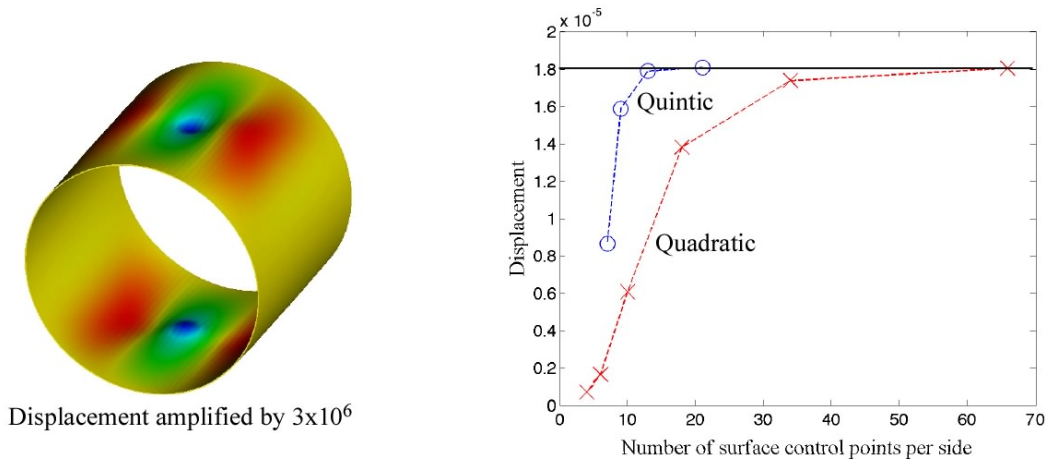 Displacement amplified by 3x10⁶
x 10⁻⁵
2
1.8
1.6
1.4
1.2
1
0.8
0.6
0.4
0.2
0
0 10 20 30 40 50 60 70
Displacement
Quintic
Quadratic
Number of surface control points per side